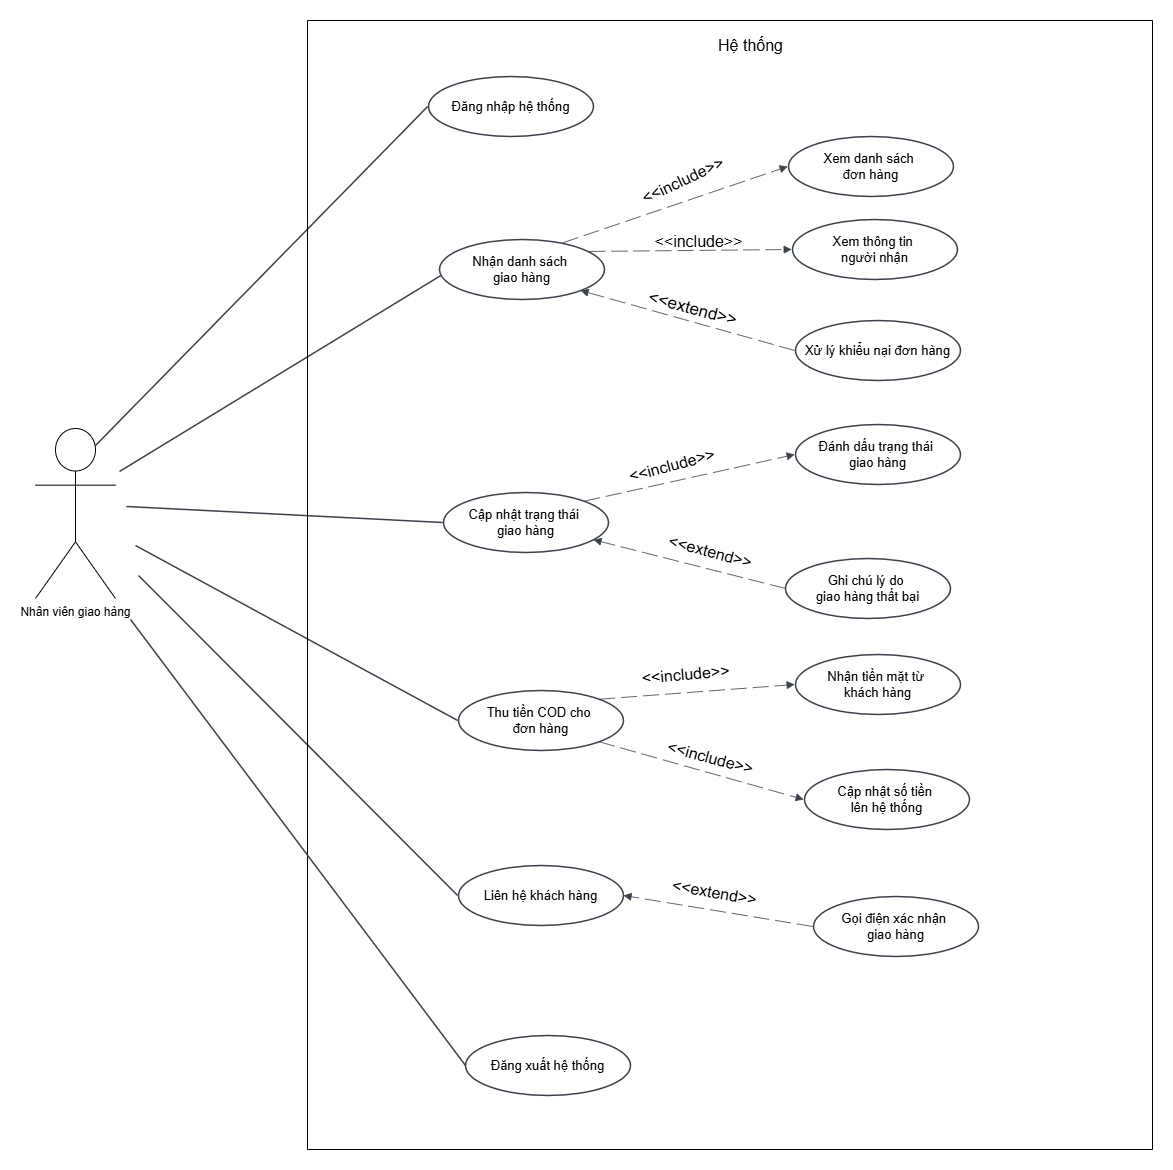 Hệ thống
Đăng nhập hệ thống
<<include>>
Xem danh sách
đơn hàng
Nhận danh sách
giao hàng
<<include>>
Xem thông tin
người nhận
<<extend>>
Xử lý khiếu nại đơn hàng
Cập nhật trạng thái
giao hàng
<<include>>
Đánh dấu trạng thái
giao hàng
<<extend>>
Ghi chú lý do
giao hàng thất bại
Nhân viên giao hàng
Thu tiền COD cho
đơn hàng
<<include>>
Nhận tiền mặt từ
khách hàng
<<include>>
Cập nhật số tiền
lên hệ thống
Liên hệ khách hàng
<<extend>>
Gọi điện xác nhận
giao hàng
Đăng xuất hệ thống